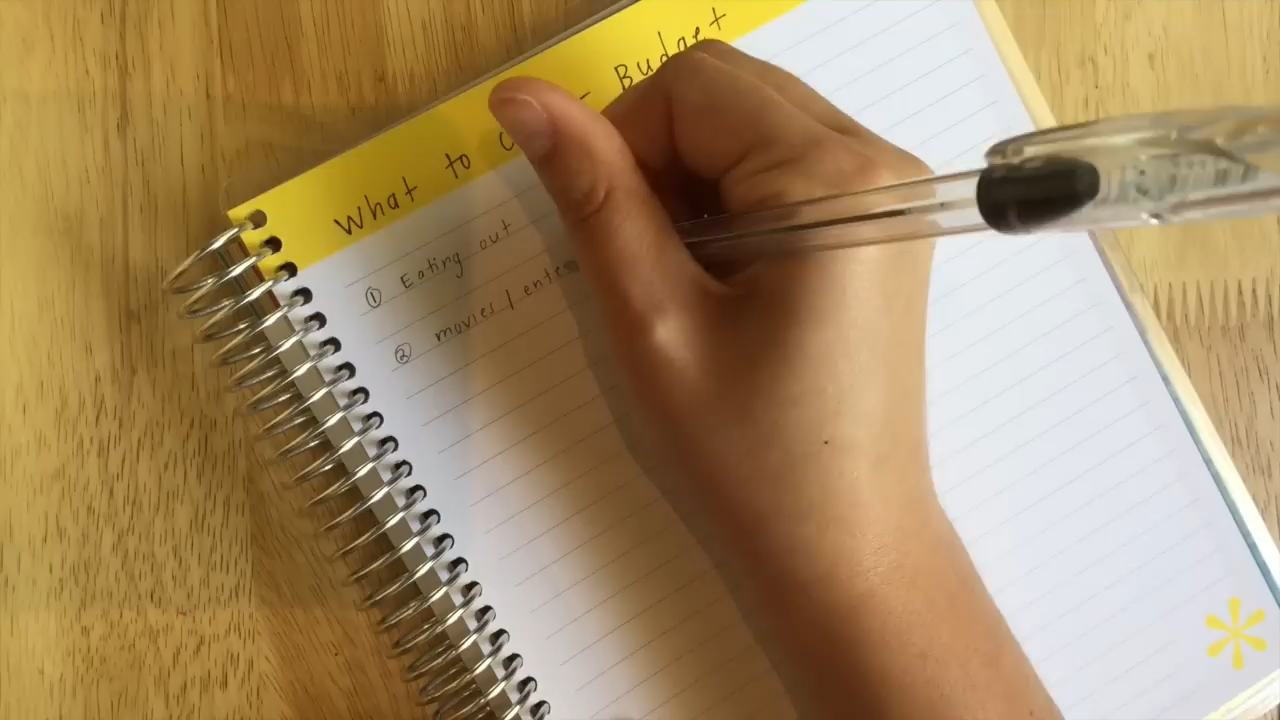 What to Budget
① Eating out
② movies / ente